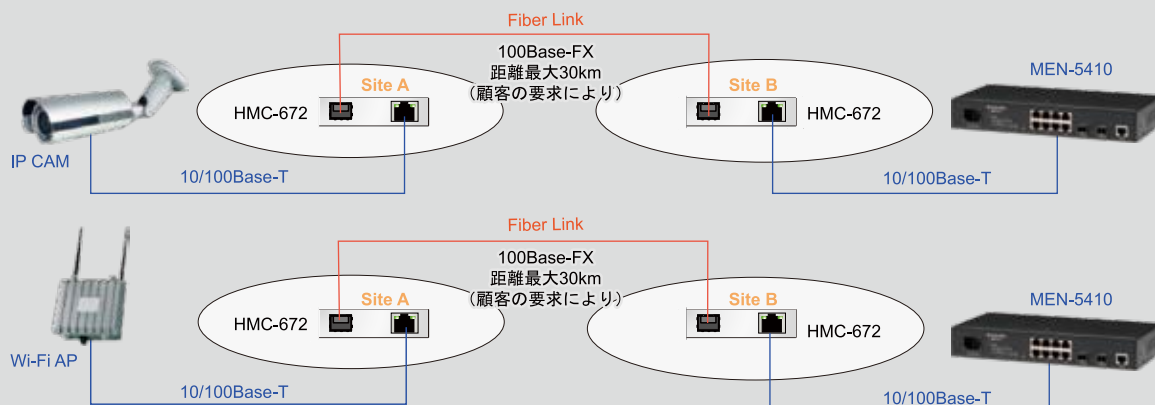 Fiber Link
100Base-FX
距離最大30km
(顧客の要求により)
MEN-5410
Site A
Site B
HMC-672
HMC-672
IP CAM
10/100Base-T
10/100Base-T
Fiber Link
100Base-FX
距離最大30km
(顧客の要求により)
MEN-5410
Site A
Site B
HMC-672
HMC-672
Wi-Fi AP
10/100Base-T
10/100Base-T